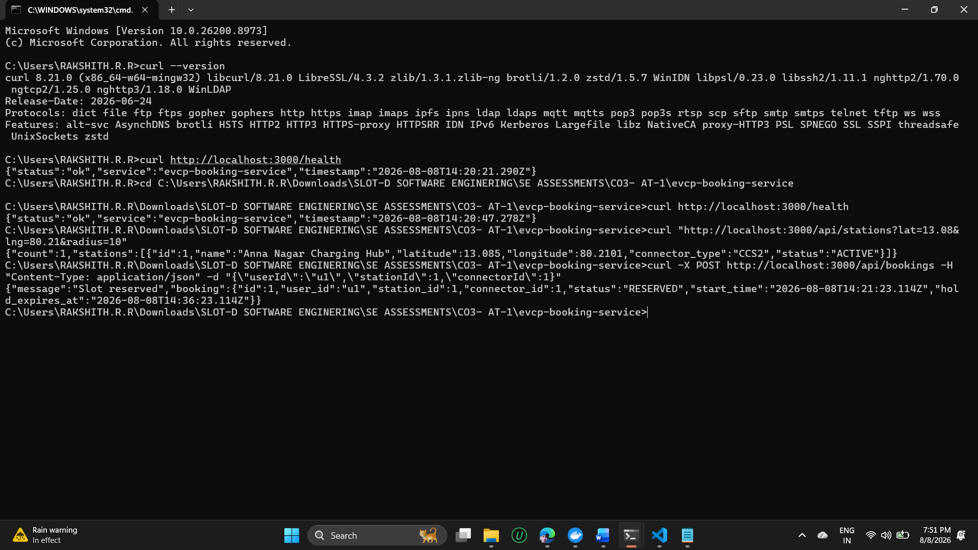 C:\WINDOWS\system32\cmd.
Microsoft Windows [Version 10.0.26200.8973]
(c) Microsoft Corporation. All rights reserved.
C:\Users\RAKSHITH.R.R>curl --version
curl 8.21.0 (x86_64-w64-mingw32) libcurl/8.21.0 LibreSSL/4.3.2 zlib/1.3.1.zlib-ng brotli/1.2.0 zstd/1.5.7 WinIDN libpsl/0.23.0 libssh2/1.11.1 nghttp2/1.70.0
ngtcp2/1.25.0 nghttp3/1.18.0 WinLDAP
Release-Date: 2026-06-24
Protocols: dict file ftp ftps gopher gophers http https imap imaps ipfs ipns ldap ldaps mqtt mqtts pop3 pop3s rtsp scp sftp smtp smtps telnet tftp ws wss
Features: alt-svc AsynchDNS brotli HSTS HTTP2 HTTP3 HTTPS-proxy HTTPSRR IDN IPv6 Kerberos Largefile libz NativeCA proxy-HTTP3 PSL SPNEGO SSL SSPI threadsafe
UnixSockets zstd
C:\Users\RAKSHITH.R.R>curl http://localhost:3000/health
{"status":"ok","service":"evcp-booking-service","timestamp":"2026-08-08T14:20:21.290Z"}
C:\Users\RAKSHITH.R.R>cd C:\Users\RAKSHITH.R.R\Downloads\SLOT-D SOFTWARE ENGINERING\SE ASSESSMENTS\CO3- AT-1\evcp-booking-service
C:\Users\RAKSHITH.R.R\Downloads\SLOT-D SOFTWARE ENGINERING\SE ASSESSMENTS\CO3- AT-1\evcp-booking-service>curl http://localhost:3000/health
{"status":"ok","service":"evcp-booking-service","timestamp":"2026-08-08T14:20:47.278Z"}
C:\Users\RAKSHITH.R.R\Downloads\SLOT-D SOFTWARE ENGINERING\SE ASSESSMENTS\CO3- AT-1\evcp-booking-service>curl "http://localhost:3000/api/stations?lat=13.08&
lng=80.21&radius=10"
{"count":1,"stations":[{"id":1,"name":"Anna Nagar Charging Hub","latitude":13.085,"longitude":80.2101,"connector_type":"CCS2","status":"ACTIVE"}]}
C:\Users\RAKSHITH.R.R\Downloads\SLOT-D SOFTWARE ENGINERING\SE ASSESSMENTS\CO3- AT-1\evcp-booking-service>curl -X POST http://localhost:3000/api/bookings -H
"Content-Type: application/json" -d "{\"userId\":\"u1\",\"stationId\":1,\"connectorId\":1}"
{"message":"Slot reserved","booking":{"id":1,"user_id":"u1","station_id":1,"connector_id":1,"status":"RESERVED","start_time":"2026-08-08T14:21:23.114Z","hol
d_expires_at":"2026-08-08T14:36:23.114Z"}}
C:\Users\RAKSHITH.R.R\Downloads\SLOT-D SOFTWARE ENGINERING\SE ASSESSMENTS\CO3- AT-1\evcp-booking-service>
Rain warning
In effect
Search
ENG
IN
7:51 PM
8/8/2026